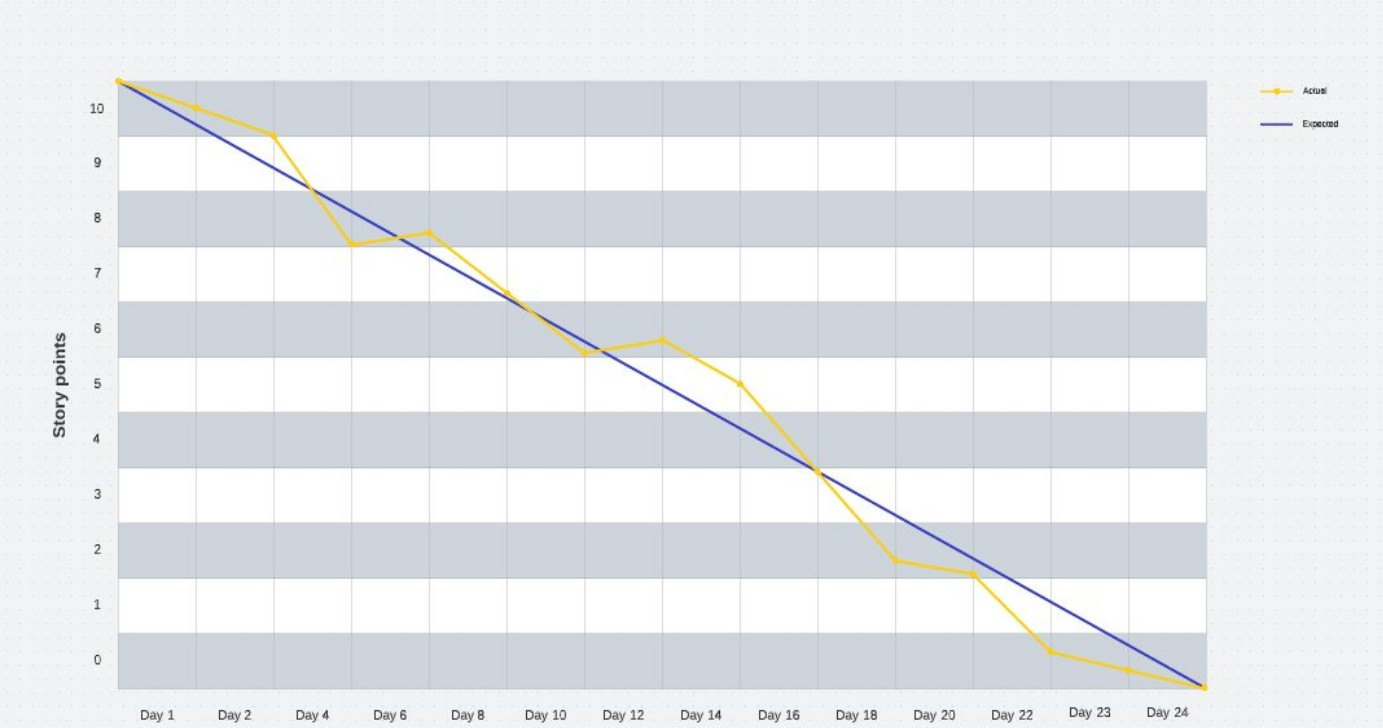 10
9
8
7
6
5
4
3
2
1
0
Story points
Day 1
Day 2
Day 4
Day 6
Day 8
Day 10
Day 12
Day 14
Day 16
Day 18
Day 20
Day 22
Day 23
Day 24
Actual
Expected